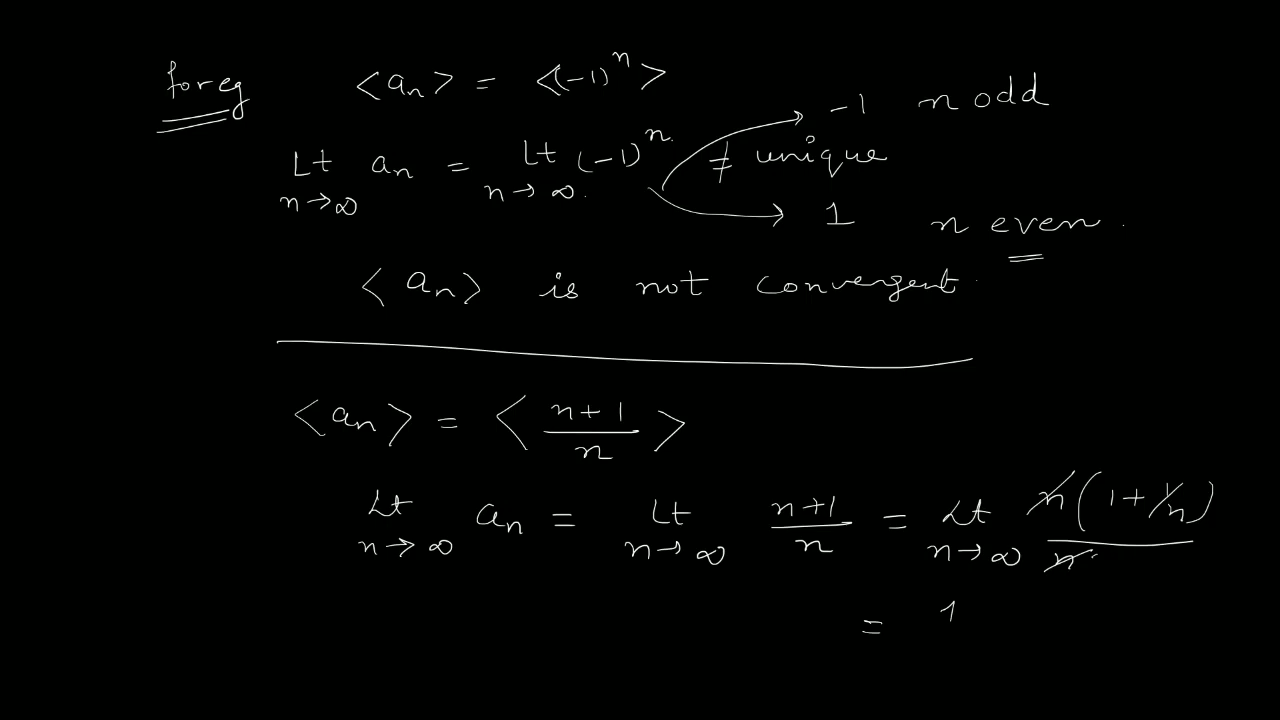 for eg <aₙ> = <(-1)ⁿ>
-1 n odd
Lt n→∞ aₙ = Lt n→∞ (-1)ⁿ ≠ unique
1 n even.
<aₙ> is not convergent.
<aₙ> = <(n+1)/n>
Lt n→∞ aₙ = Lt n→∞ (n+1)/n = Lt n→∞ n(1+1/n)/n
= 1